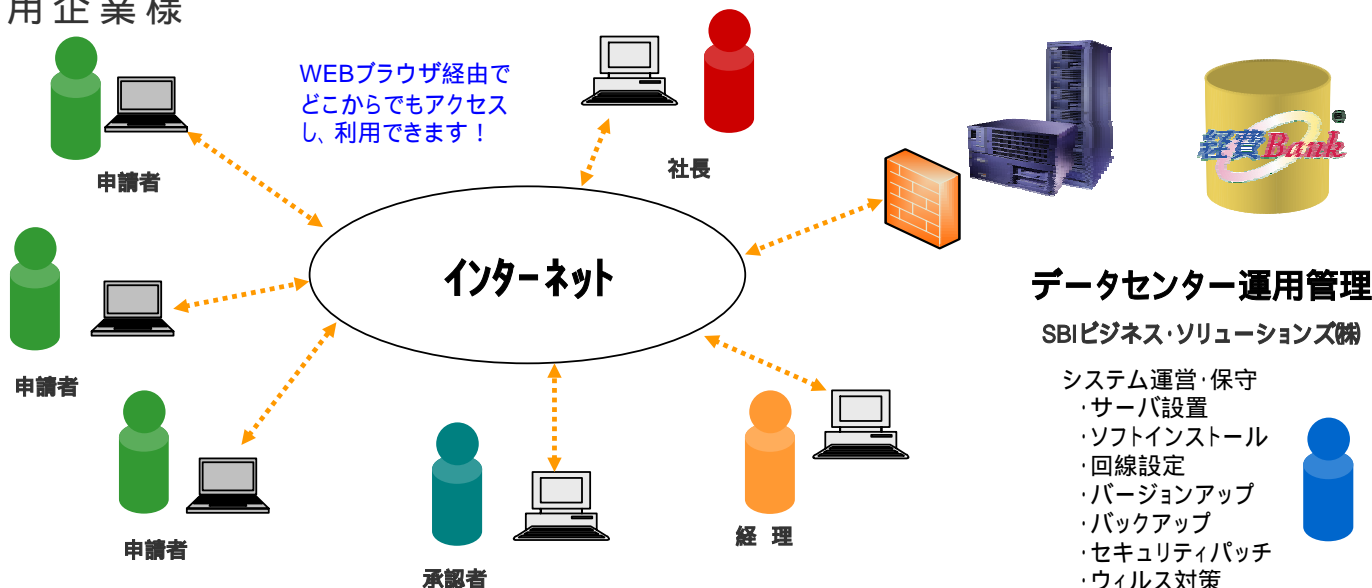 用企業様
WEBブラウザ経由で
どこからでもアクセス
し、利用できます！
社長
申請者
経費Bank
®
インターネット
データセンター運用管理
SBIビジネス・ソリューションズ㈱
申請者
システム運営・保守
・サーバ設置
・ソフトインストール
・回線設定
・バージョンアップ
・バックアップ
・セキュリティパッチ
・ウィルス対策
申請者
承認者
経 理